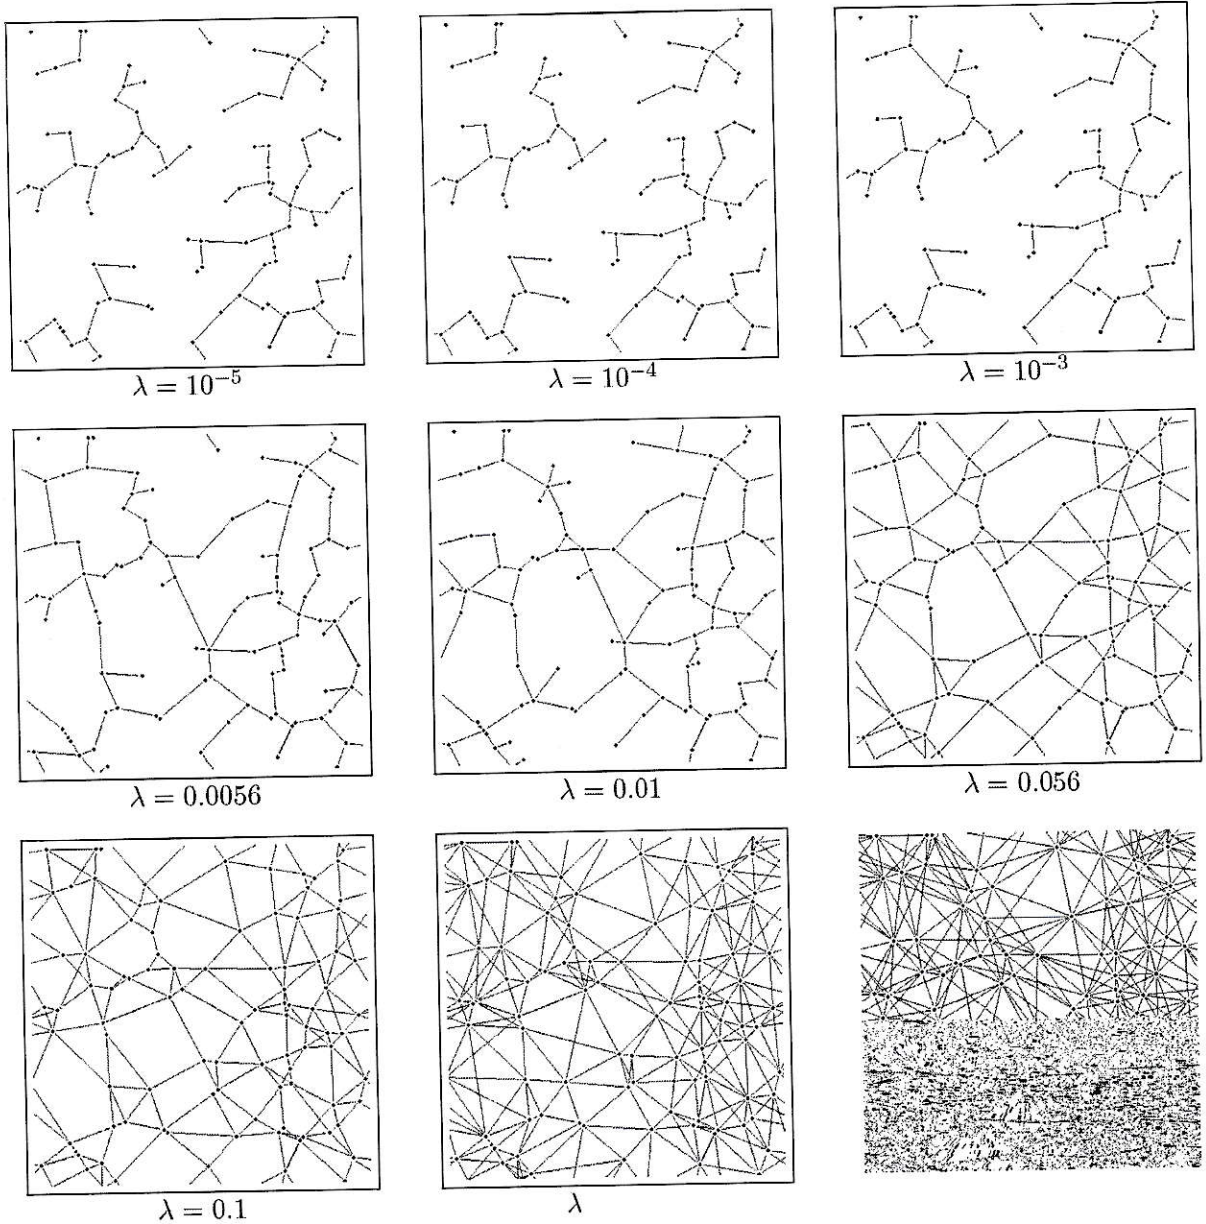 λ = 10⁻⁵
λ = 10⁻⁴
λ = 10⁻³
λ = 0.0056
λ = 0.01
λ = 0.056
λ = 0.1
λ